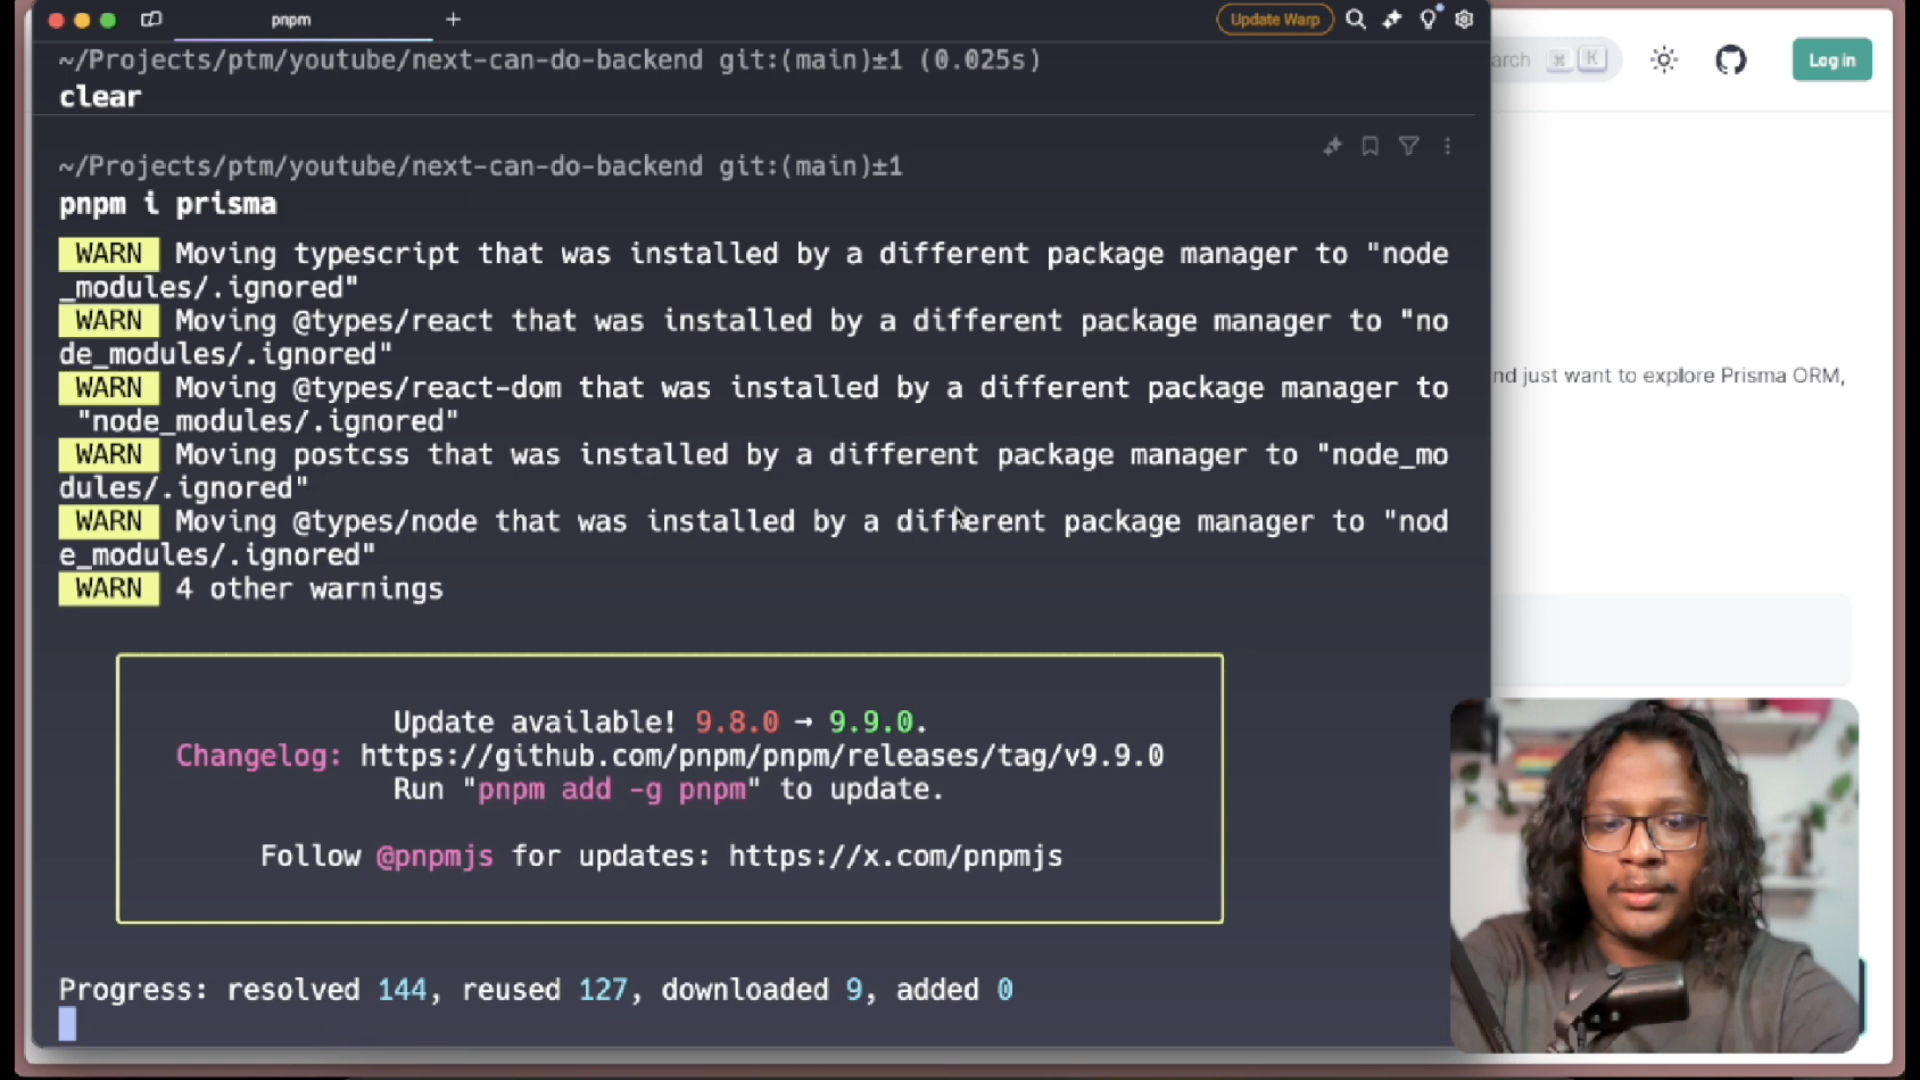 pnpm
+
Update Warp
~/Projects/ptm/youtube/next-can-do-backend git:(main)±1 (0.025s)
clear
arch ⌘ K
Log in
~/Projects/ptm/youtube/next-can-do-backend git:(main)±1
pnpm i prisma
WARN Moving typescript that was installed by a different package manager to "node
_modules/.ignored"
WARN Moving @types/react that was installed by a different package manager to "no
de_modules/.ignored"
WARN Moving @types/react-dom that was installed by a different package manager to
"node_modules/.ignored"
WARN Moving postcss that was installed by a different package manager to "node_mo
dules/.ignored"
WARN Moving @types/node that was installed by a different package manager to "nod
e_modules/.ignored"
WARN 4 other warnings
nd just want to explore Prisma ORM,
Update available! 9.8.0 → 9.9.0.
Changelog: https://github.com/pnpm/pnpm/releases/tag/v9.9.0
Run "pnpm add -g pnpm" to update.
Follow @pnpmjs for updates: https://x.com/pnpmjs
Progress: resolved 144, reused 127, downloaded 9, added 0